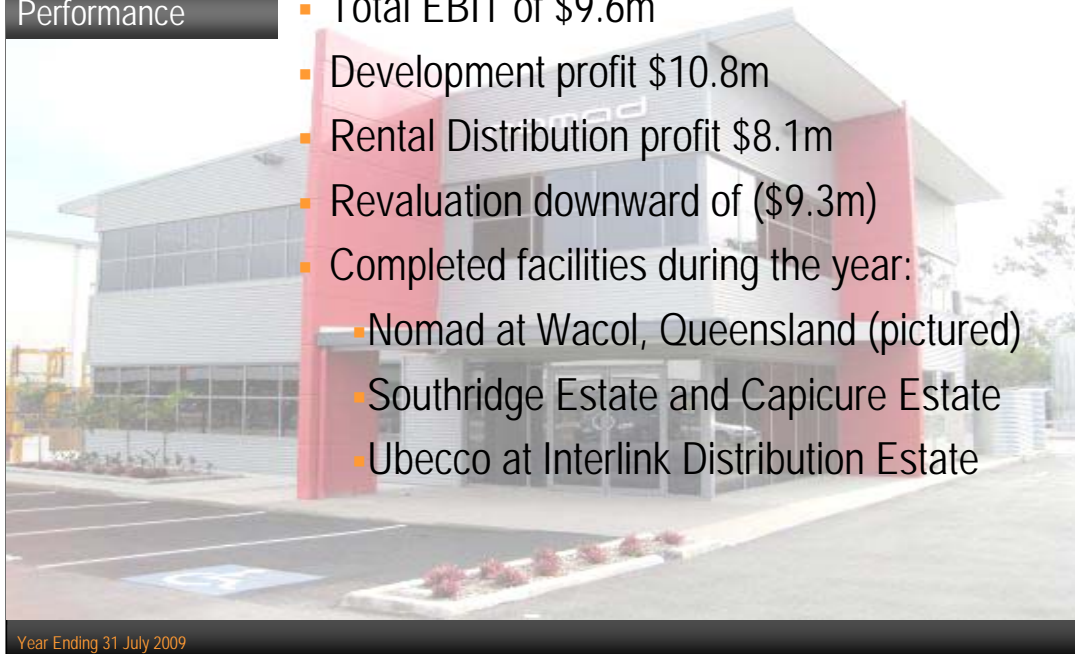 Performance
Total EBIT of $9.6m
Development profit $10.8m
Rental Distribution profit $8.1m
Revaluation downward of ($9.3m)
Completed facilities during the year:
Nomad at Wacol, Queensland (pictured)
Southridge Estate and Capicure Estate
Ubecco at Interlink Distribution Estate
nomad
Year Ending 31 July 2009